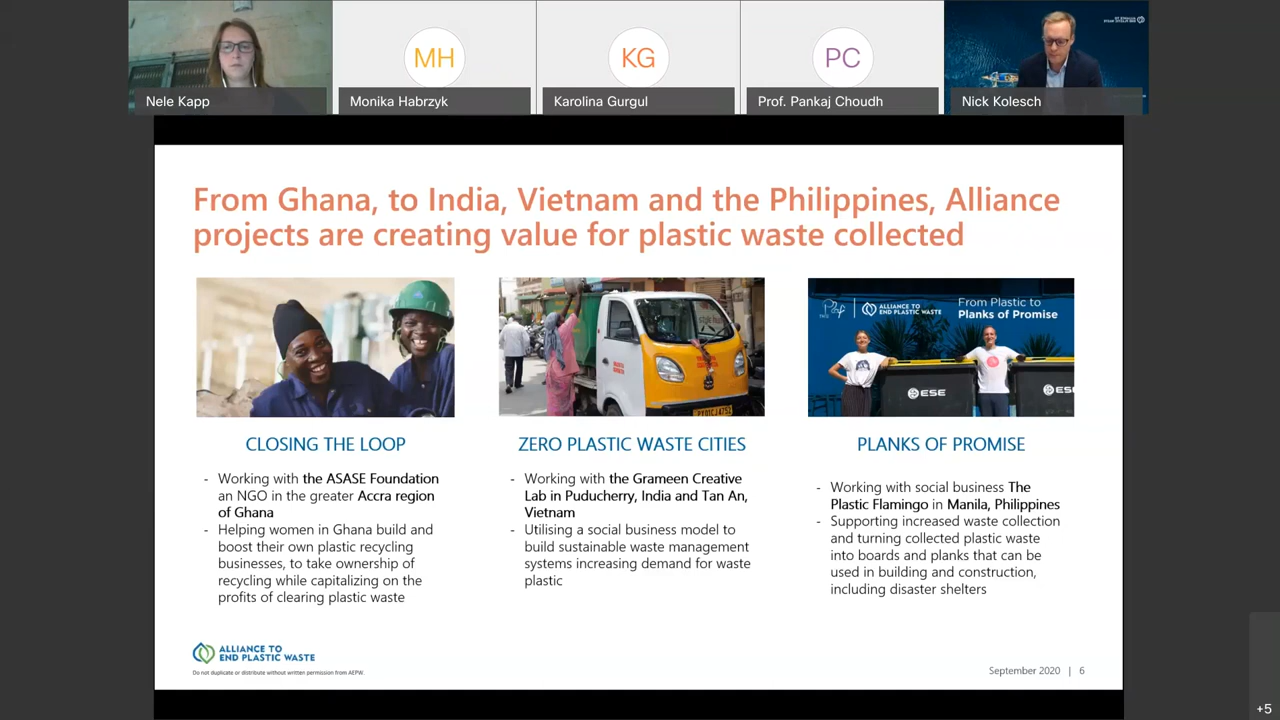 MH
KG
PC
Nele Kapp
Monika Habrzyk
Karolina Gurgul
Prof. Pankaj Choudh
Nick Kolesch
From Ghana, to India, Vietnam and the Philippines, Alliance
projects are creating value for plastic waste collected
ALLIANCE TO
END PLASTIC WASTE
From Plastic to
Planks of Promise
ESE
ESE
CLOSING THE LOOP
- Working with the ASASE Foundation
an NGO in the greater Accra region
of Ghana
- Helping women in Ghana build and
boost their own plastic recycling
businesses, to take ownership of
recycling while capitalizing on the
profits of clearing plastic waste
ZERO PLASTIC WASTE CITIES
- Working with the Grameen Creative
Lab in Puducherry, India and Tan An,
Vietnam
- Utilising a social business model to
build sustainable waste management
systems increasing demand for waste
plastic
PLANKS OF PROMISE
- Working with social business The
Plastic Flamingo in Manila, Philippines
- Supporting increased waste collection
and turning collected plastic waste
into boards and planks that can be
used in building and construction,
including disaster shelters
ALLIANCE TO
END PLASTIC WASTE
Do not duplicate or distribute without written permission from AEPW.
September 2020 | 6
+5